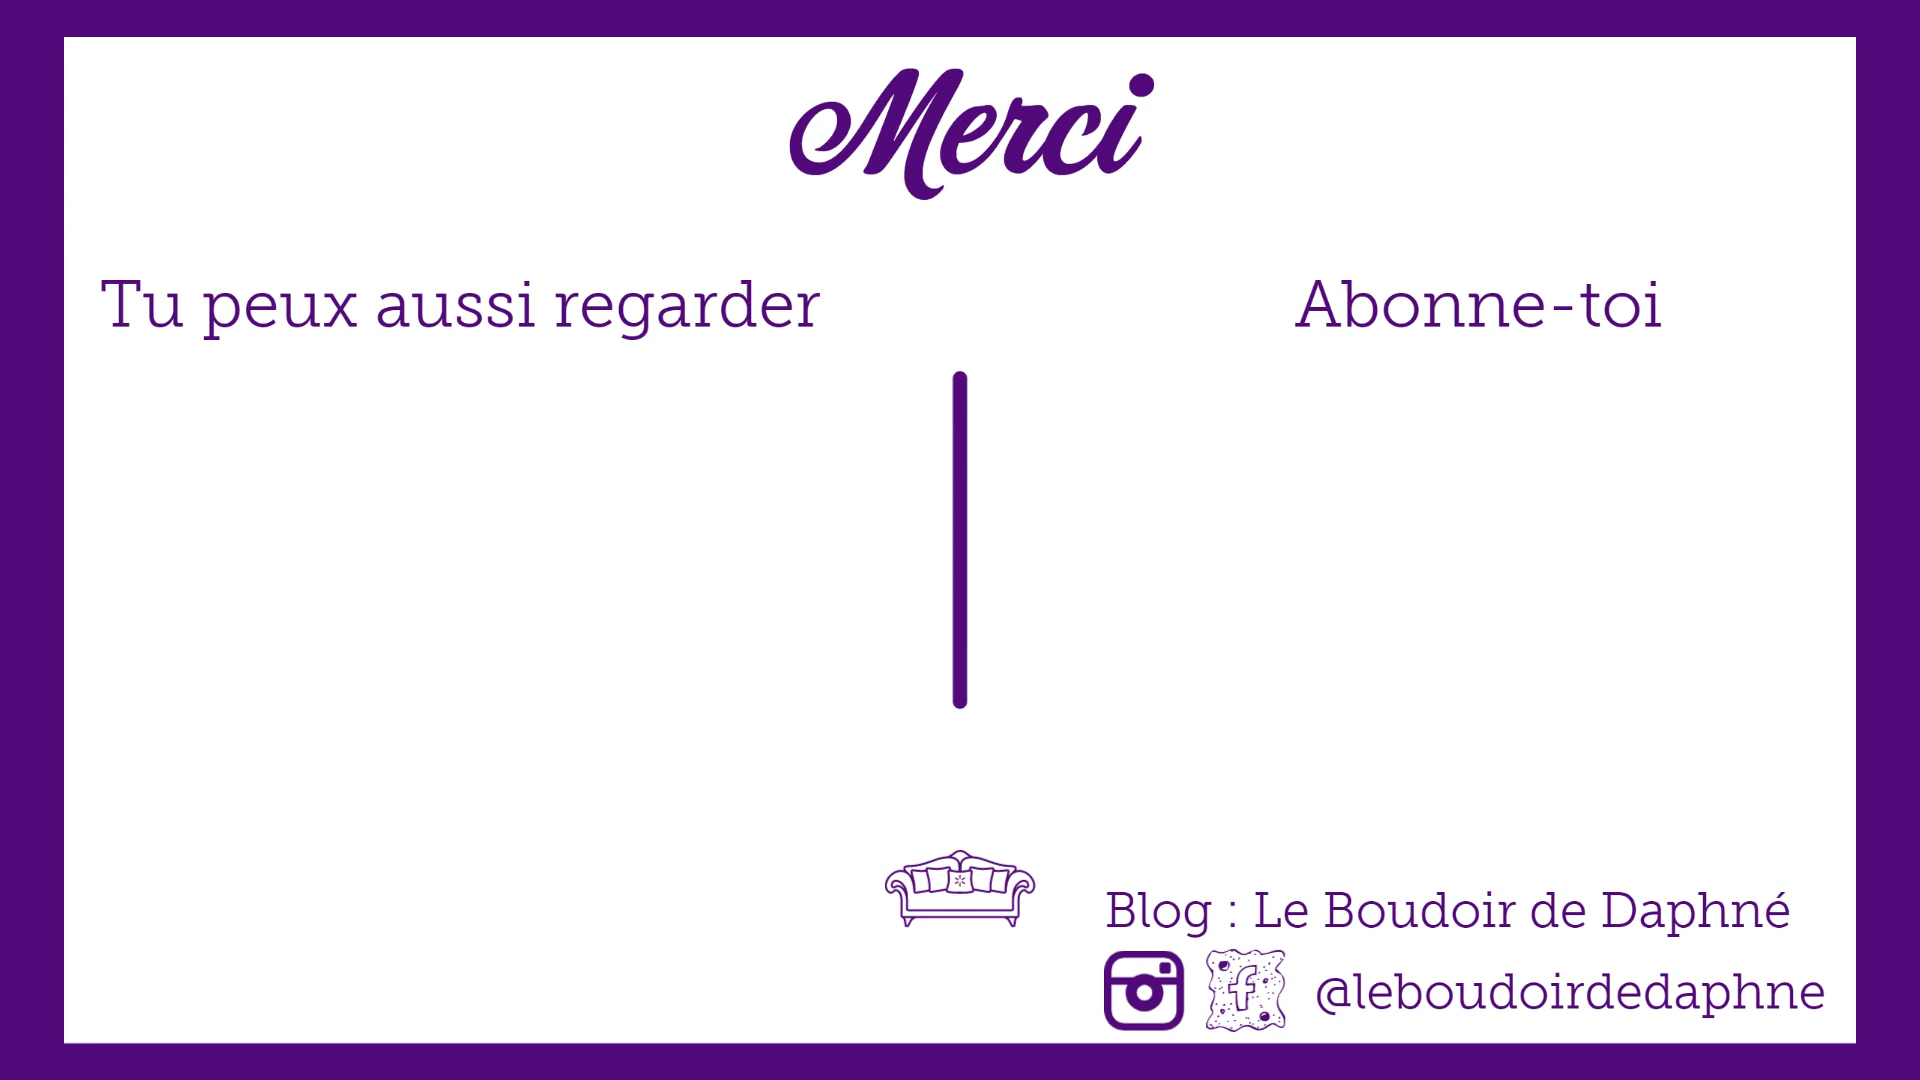 Merci
Tu peux aussi regarder
Abonne-toi
Blog : Le Boudoir de Daphné
@leboudoirdedaphne